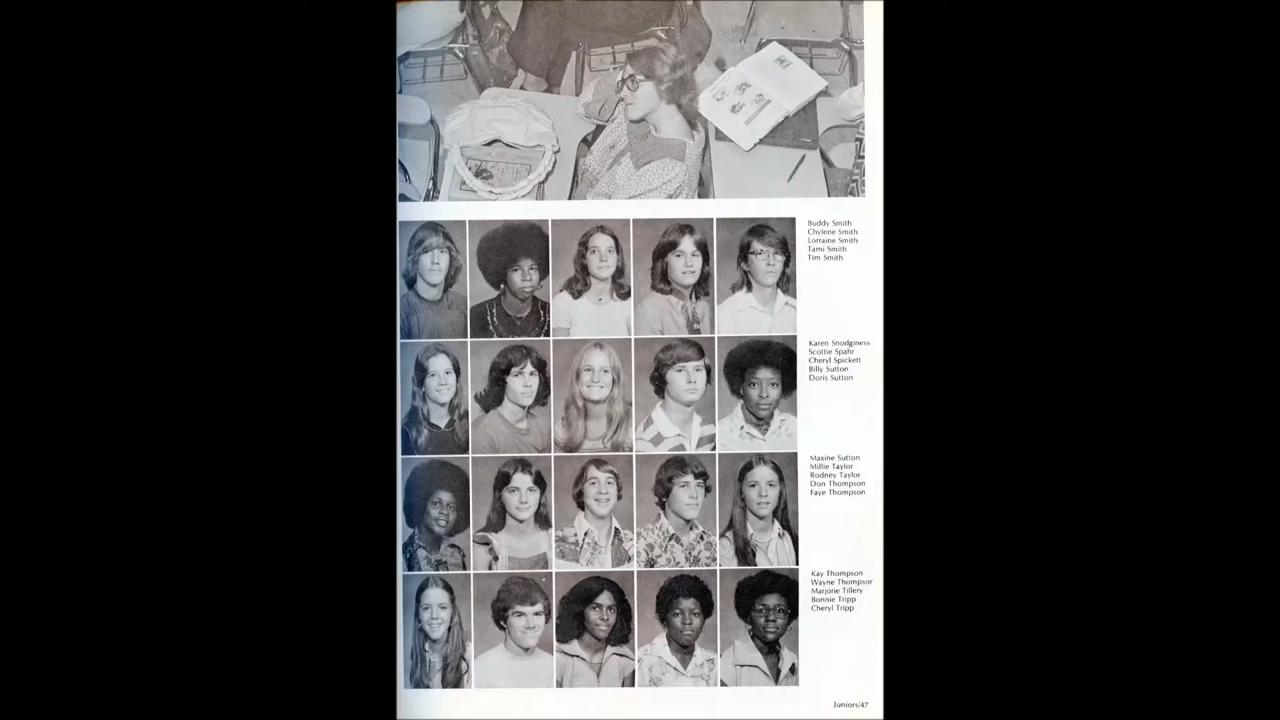 Buddy Smith
Chylene Smith
Lorraine Smith
Tami Smith
Tim Smith
Karen Snodginess
Scottie Spahr
Cheryl Spickett
Billy Sutton
Doris Sutton
Maxine Sutton
Millie Taylor
Rodney Taylor
Don Thompson
Faye Thompson
Kay Thompson
Wayne Thompsor
Marjorie Tillery
Bonnie Tripp
Cheryl Tripp
Juniors/47